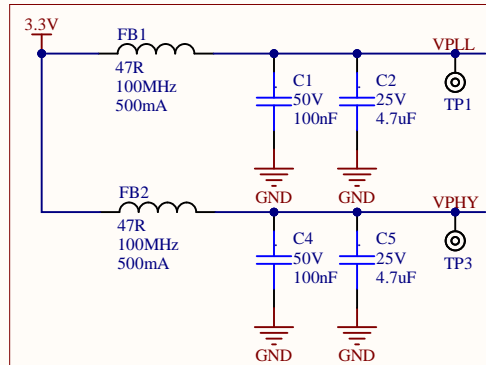 3.3V
FB1
47R
100MHz
500mA
C1
50V
100nF
C2
25V
4.7uF
VPLL
TP1
GND
GND
FB2
47R
100MHz
500mA
C4
50V
100nF
C5
25V
4.7uF
VPHY
TP3
GND
GND